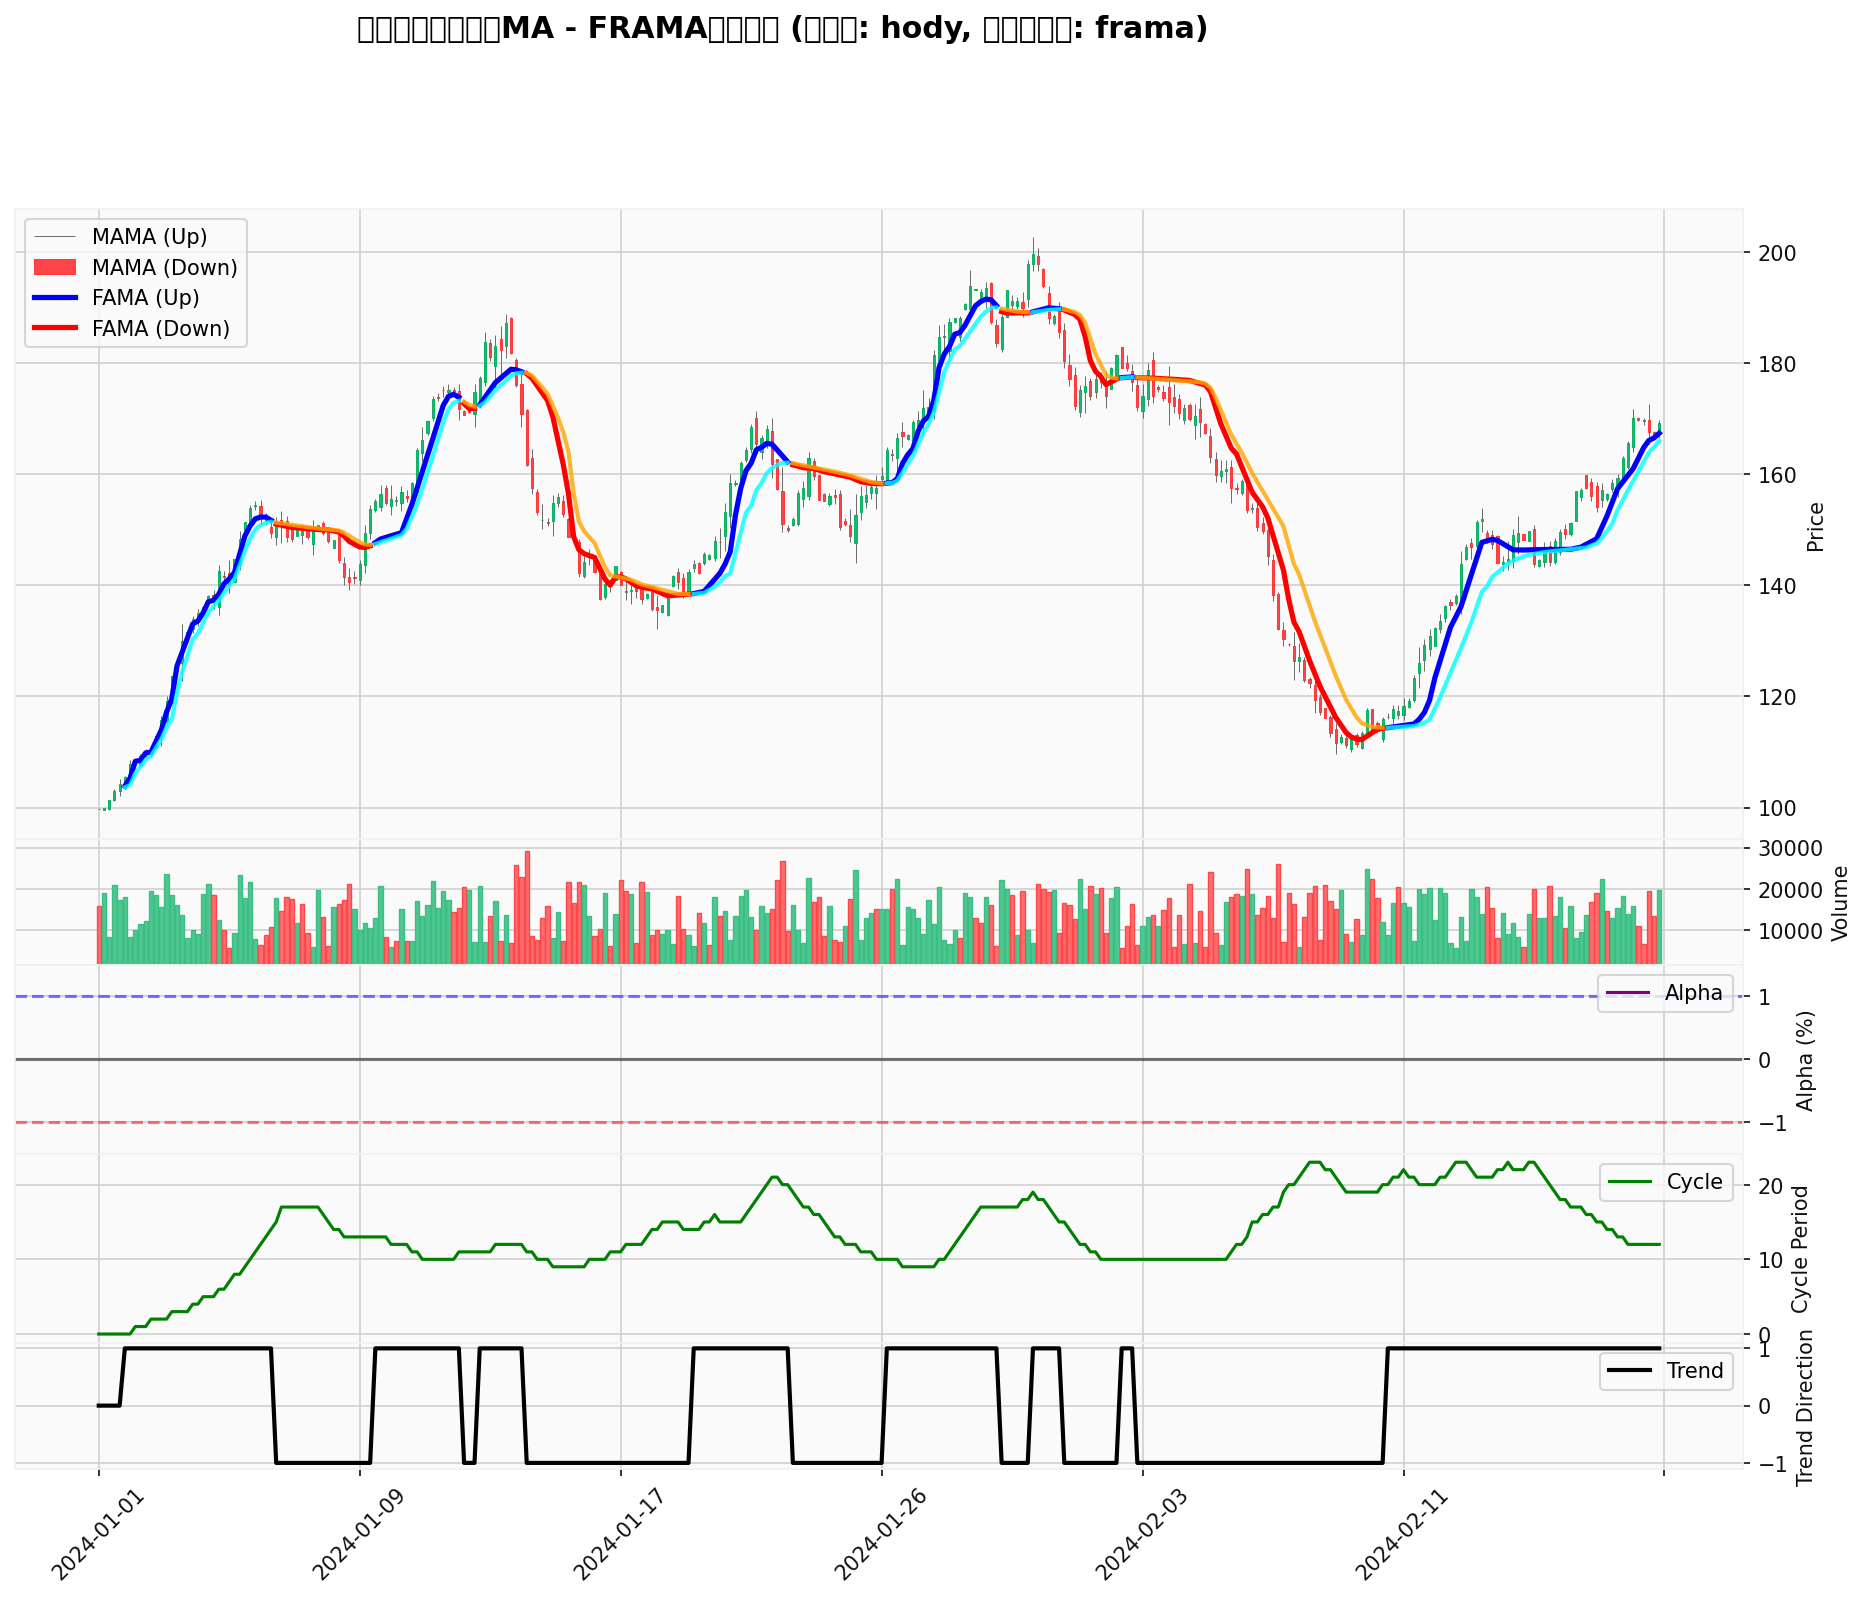 MA - FRAMA (: hody, : frama)
MAMA (Up)
MAMA (Down)
FAMA (Up)
FAMA (Down)
200
180
160
140
120
100
Price
30000
20000
10000
Volume
Alpha
1
0
−1
Alpha (%)
Cycle
20
10
0
Cycle Period
Trend
1
0
−1
Trend Direction
2024-01-01
2024-01-09
2024-01-17
2024-01-26
2024-02-03
2024-02-11